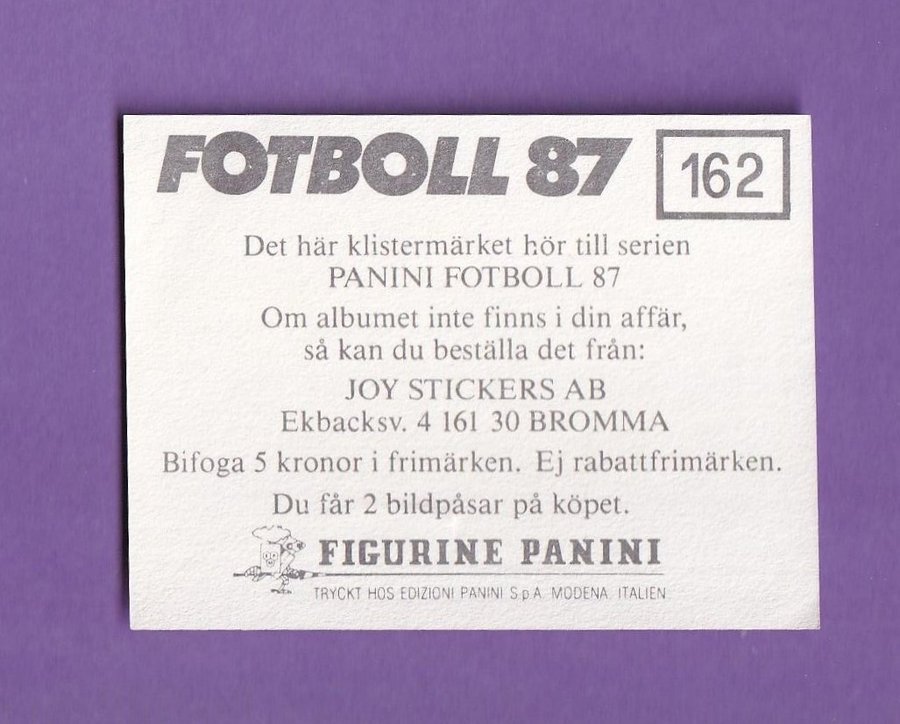 FOTBOLL 87 162
Det här klistermärket hör till serien
PANINI FOTBOLL 87
Om albumet inte finns i din affär,
så kan du beställa det från:
JOY STICKERS AB
Ekbacksv. 4 161 30 BROMMA
Bifoga 5 kronor i frimärken. Ej rabattfrimärken.
Du får 2 bildpåsar på köpet.
FIGURINE PANINI
TRYCKT HOS EDIZIONI PANINI S.p.A. MODENA ITALIEN